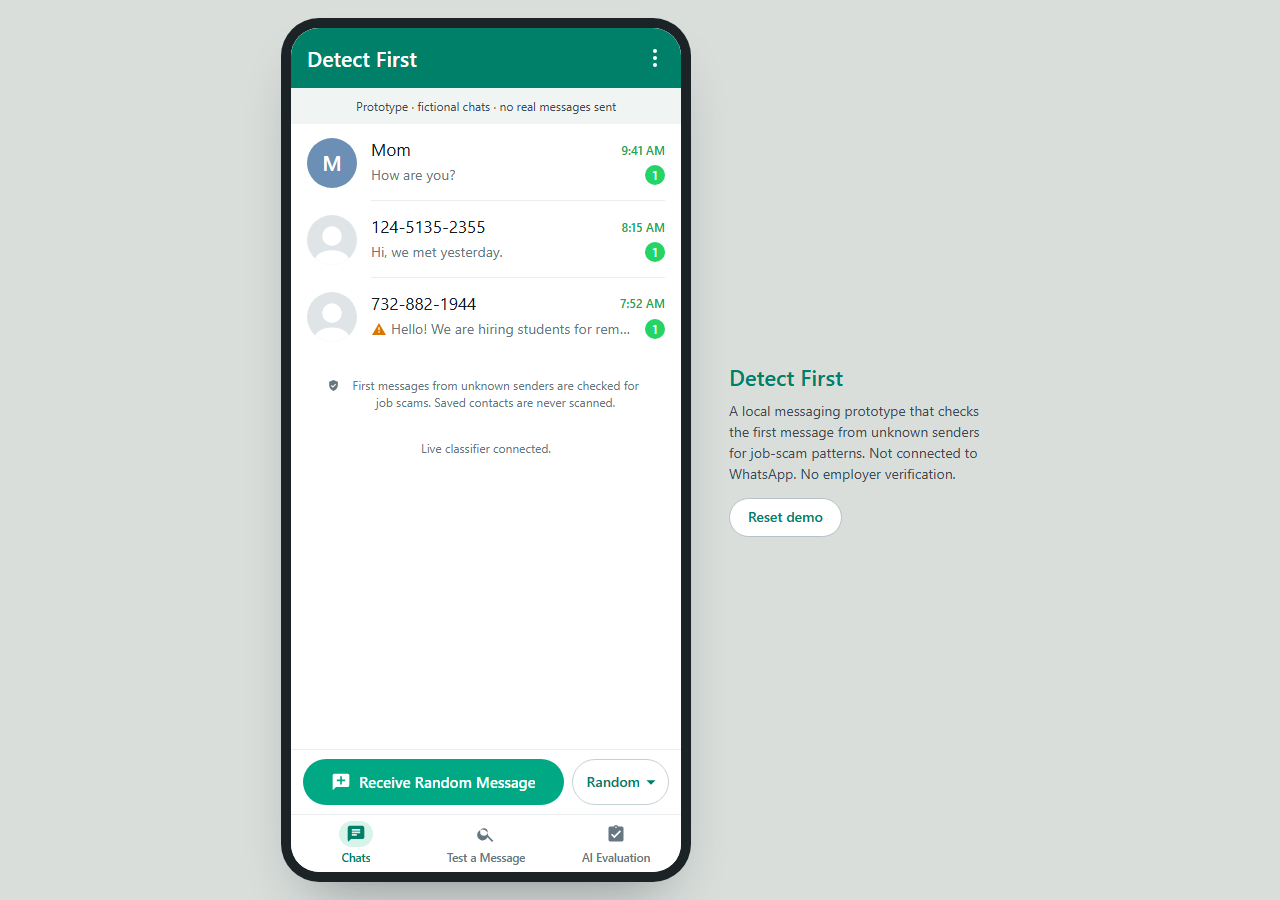 Detect First
Prototype · fictional chats · no real messages sent
M
Mom
9:41 AM
How are you?
1
124-5135-2355
8:15 AM
Hi, we met yesterday.
1
732-882-1944
7:52 AM
Hello! We are hiring students for rem...
1
First messages from unknown senders are checked for
job scams. Saved contacts are never scanned.
Live classifier connected.
Receive Random Message
Random
Chats
Test a Message
AI Evaluation
Detect First
A local messaging prototype that checks
the first message from unknown senders
for job-scam patterns. Not connected to
WhatsApp. No employer verification.
Reset demo